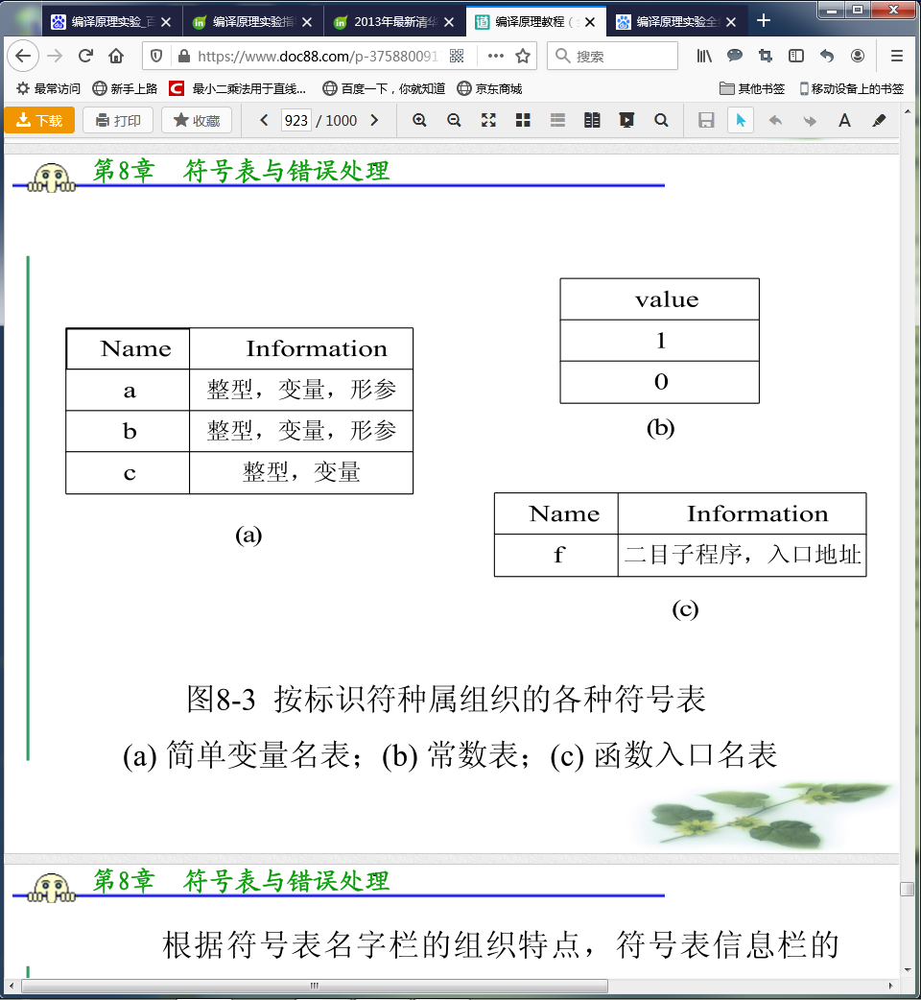 编译原理实验_百
编译原理实验指
2013年最新清华
编译原理教程（
编译原理实验全
https://www.doc88.com/p-37588009
搜索
最常访问 新手上路 最小二乘法用于直线... 百度一下，你就知道 京东商城 其他书签 移动设备上的书签
下载 打印 收藏 923 / 1000
第8章 符号表与错误处理
value
1
0
(b)
Name Information
a 整型，变量，形参
b 整型，变量，形参
c 整型，变量
(a)
Name Information
f 二目子程序，入口地址
(c)
图8-3 按标识符种属组织的各种符号表
(a) 简单变量名表；(b) 常数表；(c) 函数入口名表
第8章 符号表与错误处理
根据符号表名字栏的组织特点，符号表信息栏的